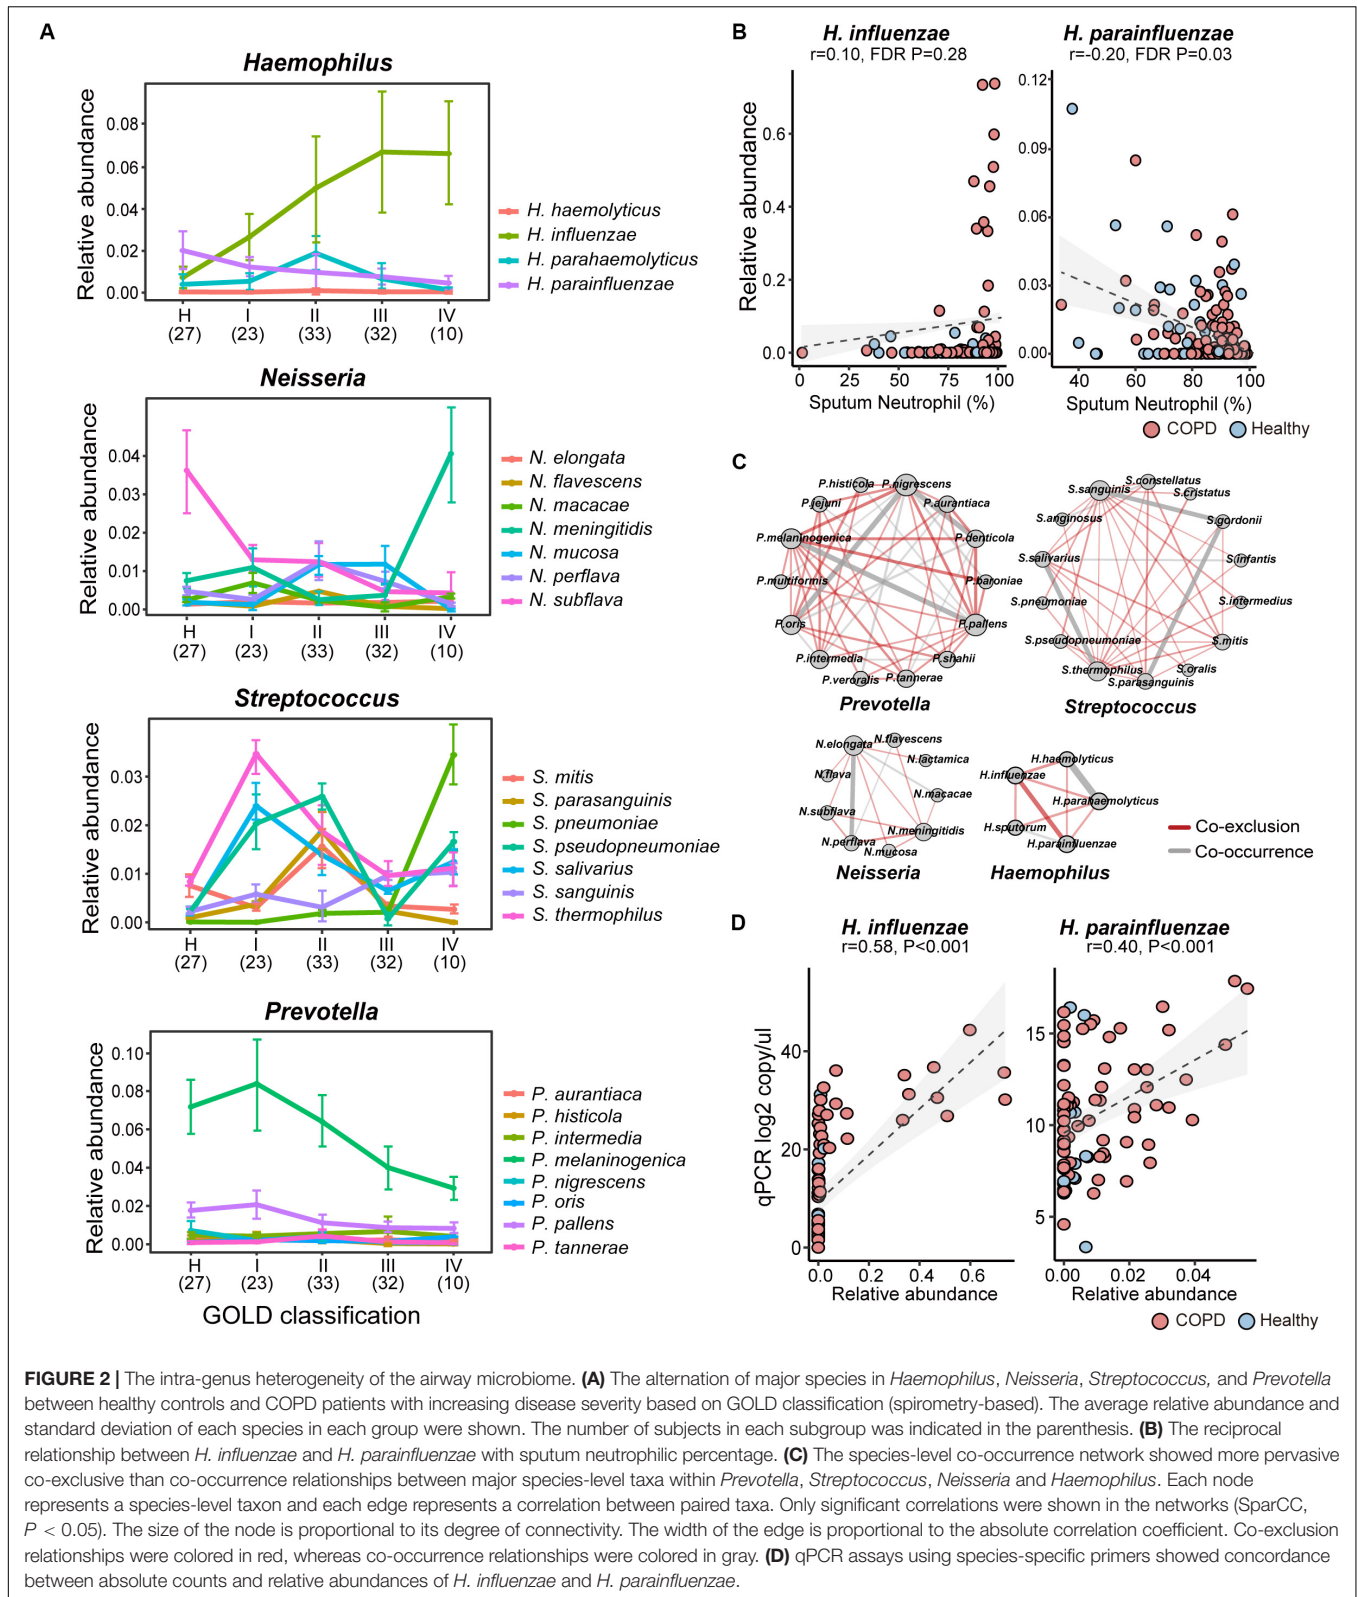 A
Haemophilus
Relative abundance
0.08
0.06
0.04
0.02
0.00
H I II III IV
(27) (23) (33) (32) (10)
H. haemolyticus
H. influenzae
H. parahaemolyticus
H. parainfluenzae
Neisseria
Relative abundance
0.04
0.03
0.02
0.01
0.00
H I II III IV
(27) (23) (33) (32) (10)
N. elongata
N. flavescens
N. macacae
N. meningitidis
N. mucosa
N. perflava
N. subflava
Streptococcus
Relative abundance
0.03
0.02
0.01
0.00
H I II III IV
(27) (23) (33) (32) (10)
S. mitis
S. parasanguinis
S. pneumoniae
S. pseudopneumoniae
S. salivarius
S. sanguinis
S. thermophilus
Prevotella
Relative abundance
0.10
0.08
0.06
0.04
0.02
0.00
H I II III IV
(27) (23) (33) (32) (10)
GOLD classification
P. aurantiaca
P. histicola
P. intermedia
P. melaninogenica
P. nigrescens
P. oris
P. pallens
P. tannerae
B
H. influenzae
r=0.10, FDR P=0.28
Relative abundance
0.6
0.4
0.2
0.0
0 25 50 75 100
Sputum Neutrophil (%)
H. parainfluenzae
r=-0.20, FDR P=0.03
0.12
0.09
0.06
0.03
0.00
40 60 80 100
Sputum Neutrophil (%)
COPD Healthy
C
P.histicola P.nigrescens
P.jejuni P.aurantiaca
P.melaninogenica P.denticola
P.multiformis P.baroniae
P.oris P.pallens
P.intermedia P.shahii
P.veroralis P.tannerae
Prevotella
S.constellatus
S.sanguinis S.cristatus
S.anginosus S.gordonii
S.salivarius S.infantis
S.pneumoniae S.intermedius
S.pseudopneumoniae S.mitis
S.thermophilus S.oralis
S.parasanguinis
Streptococcus
N.elongata N.flavescens
N.lactamica
N.flava
N.macacae
N.subflava
N.meningitidis
N.perflava
N.mucosa
Neisseria
H.haemolyticus
H.influenzae
H.parahaemolyticus
H.sputorum
H.parainfluenzae
Haemophilus
Co-exclusion
Co-occurrence
D
H. influenzae
r=0.58, P<0.001
qPCR log2 copy/ul
40
20
0
0.0 0.2 0.4 0.6
Relative abundance
H. parainfluenzae
r=0.40, P<0.001
15
10
5
0.00 0.02 0.04
Relative abundance
COPD Healthy
FIGURE 2 | The intra-genus heterogeneity of the airway microbiome. (A) The alternation of major species in Haemophilus, Neisseria, Streptococcus, and Prevotella
between healthy controls and COPD patients with increasing disease severity based on GOLD classification (spirometry-based). The average relative abundance and
standard deviation of each species in each group were shown. The number of subjects in each subgroup was indicated in the parenthesis. (B) The reciprocal
relationship between H. influenzae and H. parainfluenzae with sputum neutrophilic percentage. (C) The species-level co-occurrence network showed more pervasive
co-exclusive than co-occurrence relationships between major species-level taxa within Prevotella, Streptococcus, Neisseria and Haemophilus. Each node
represents a species-level taxon and each edge represents a correlation between paired taxa. Only significant correlations were shown in the networks (SparCC,
P < 0.05). The size of the node is proportional to its degree of connectivity. The width of the edge is proportional to the absolute correlation coefficient. Co-exclusion
relationships were colored in red, whereas co-occurrence relationships were colored in gray. (D) qPCR assays using species-specific primers showed concordance
between absolute counts and relative abundances of H. influenzae and H. parainfluenzae.